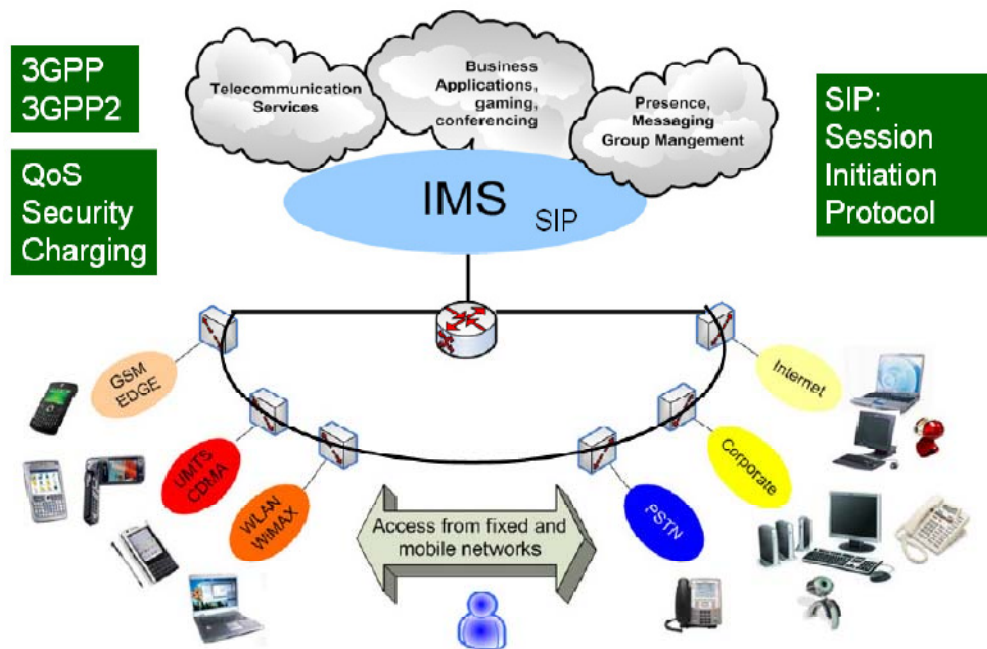 3GPP
3GPP2
QoS
Security
Charging
Telecommunication
Services
Business
Applications,
gaming,
conferencing
Presence,
Messaging
Group Mangement
SIP:
Session
Initiation
Protocol
IMS
SIP
GSM
EDGE
UMTS
CDMA
WLAN
WiMAX
Access from fixed and
mobile networks
PSTN
Corporate
Internet